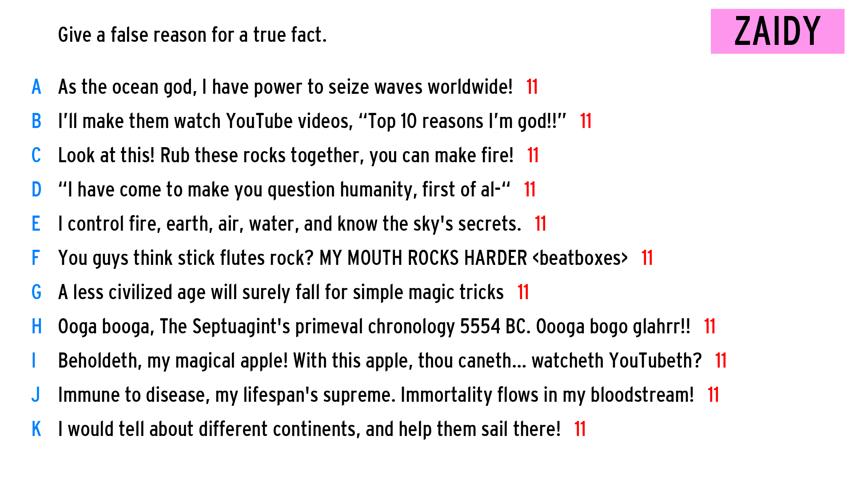 Give a false reason for a true fact.
ZAIDY
A As the ocean god, I have power to seize waves worldwide! 11
B I'll make them watch YouTube videos, “Top 10 reasons I'm god!!” 11
C Look at this! Rub these rocks together, you can make fire! 11
D “I have come to make you question humanity, first of al-“ 11
E I control fire, earth, air, water, and know the sky's secrets. 11
F You guys think stick flutes rock? MY MOUTH ROCKS HARDER <beatboxes> 11
G A less civilized age will surely fall for simple magic tricks 11
H Ooga booga, The Septuagint's primeval chronology 5554 BC. Oooga bogo glahrr!! 11
I Beholdeth, my magical apple! With this apple, thou caneth... watcheth YouTubeth? 11
J Immune to disease, my lifespan's supreme. Immortality flows in my bloodstream! 11
K I would tell about different continents, and help them sail there! 11